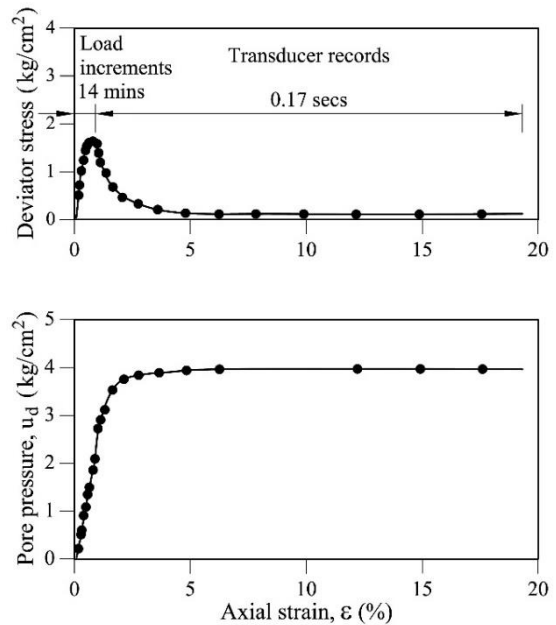 Deviator stress (kg/cm²)
4
3
2
1
0
Load
increments
14 mins
Transducer records
0.17 secs
0
5
10
15
20
Pore pressure, u_d (kg/cm²)
5
4
3
2
1
0
0
5
10
15
20
Axial strain, ε (%)